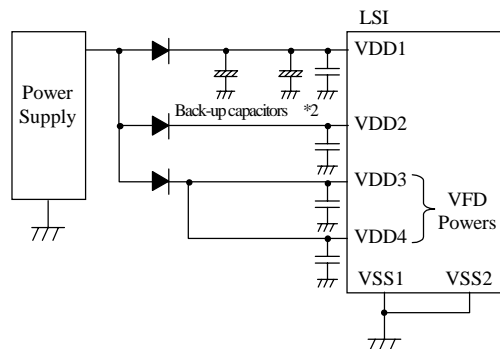 LSI
VDD1
Power
Supply
Back-up capacitors *2
VDD2
VDD3
VFD
Powers
VDD4
VSS1 VSS2